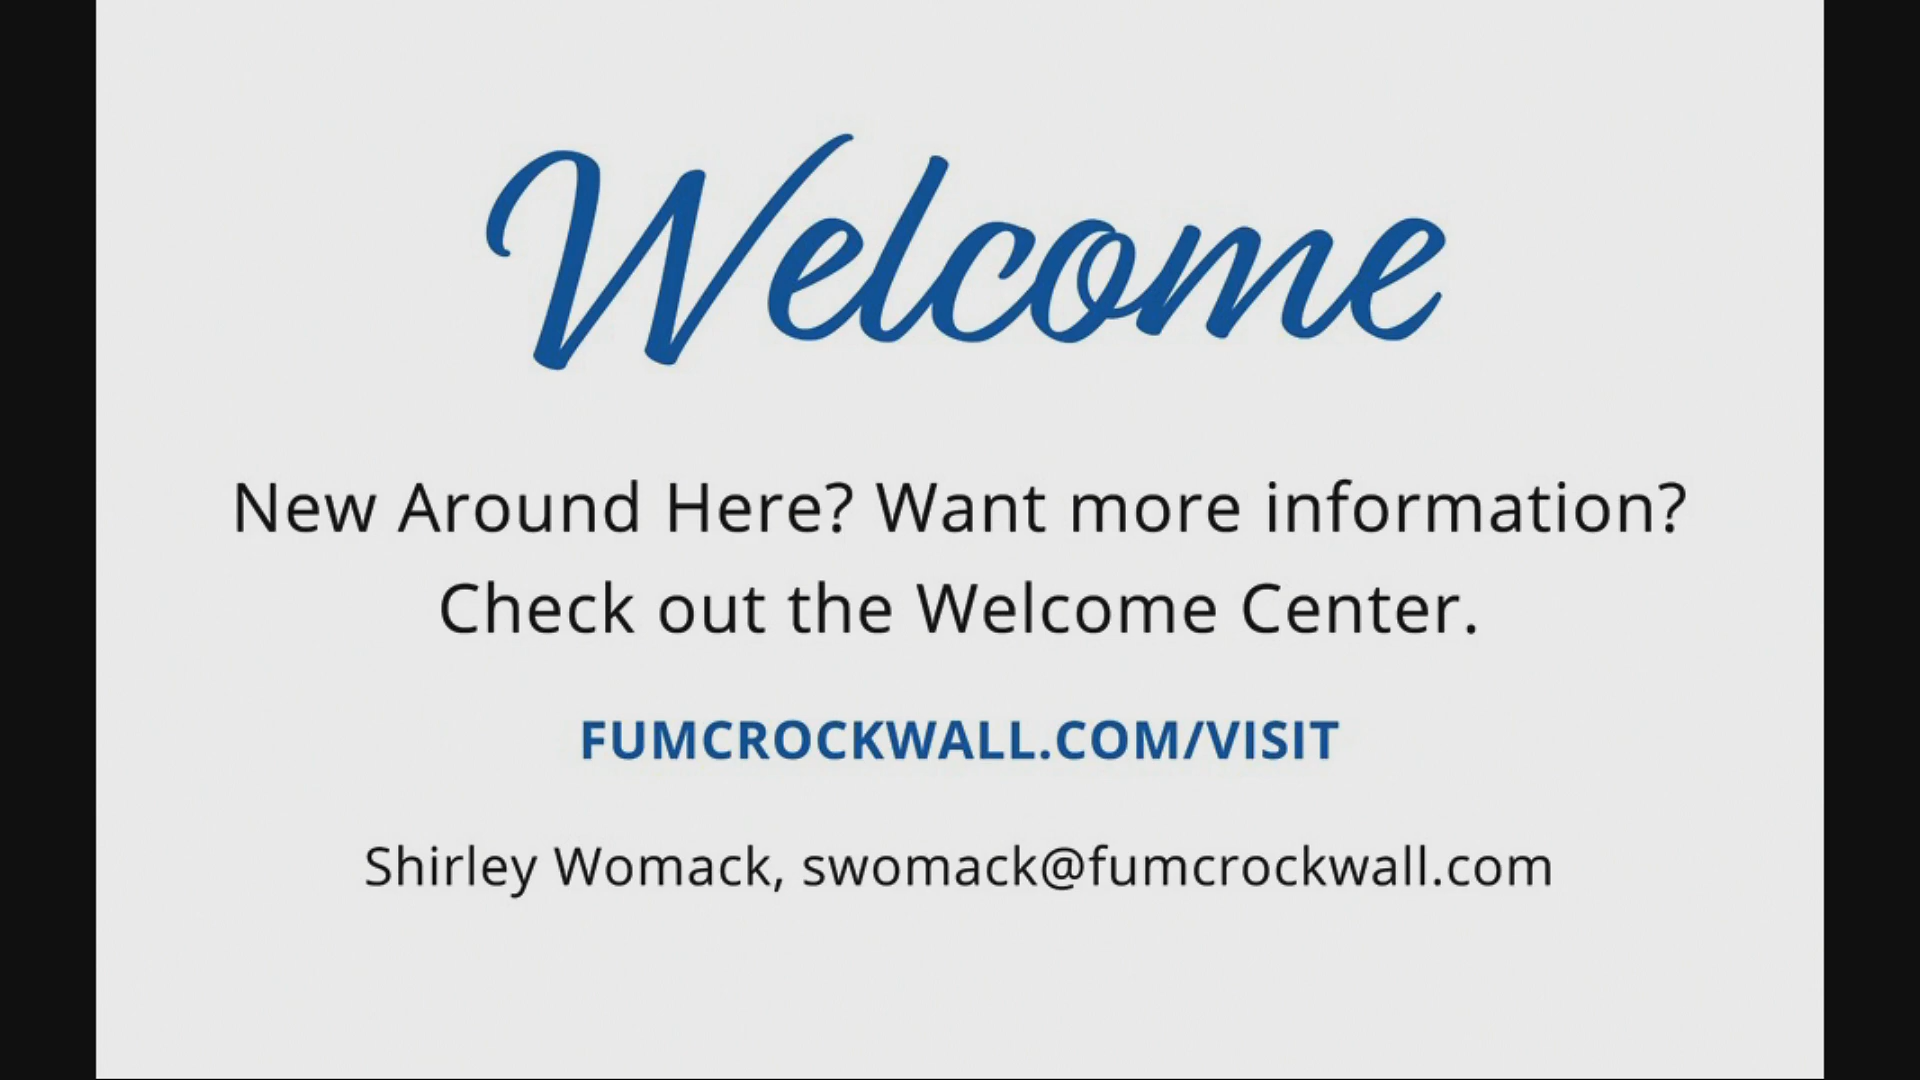 Welcome
New Around Here? Want more information?
Check out the Welcome Center.
FUMCROCKWALL.COM/VISIT
Shirley Womack, swomack@fumcrockwall.com